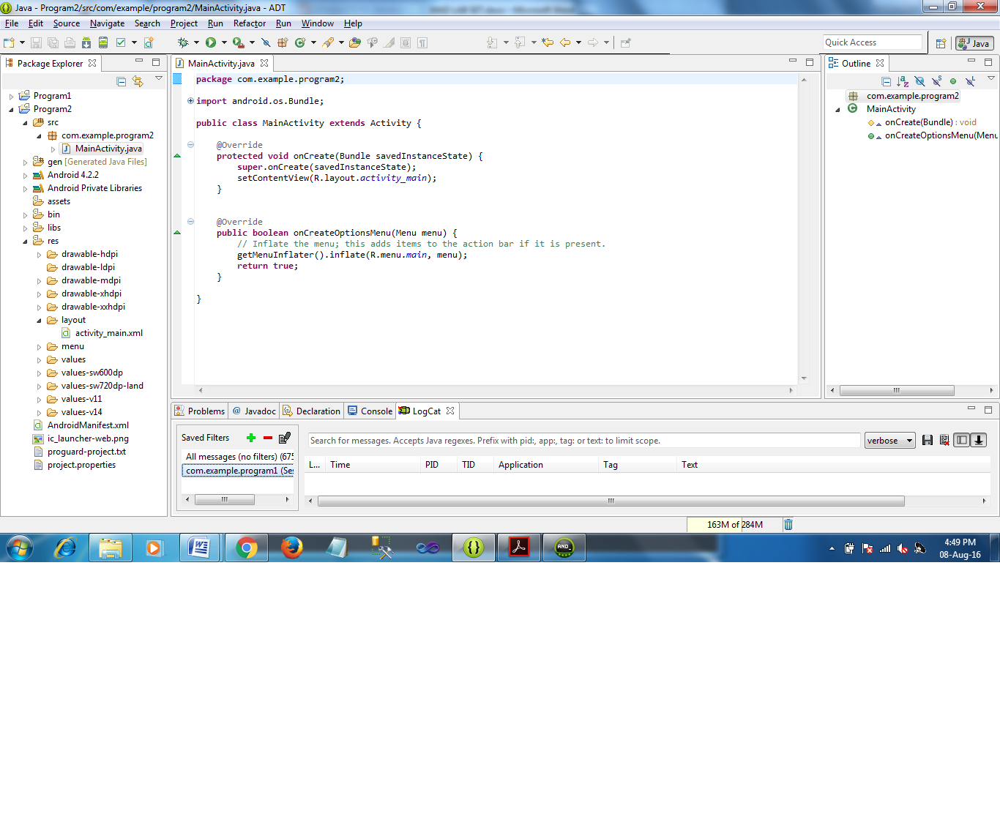 Java - Program2/src/com/example/program2/MainActivity.java - ADT
File Edit Source Navigate Search Project Run Refactor Run Window Help
Quick Access
Java
Package Explorer
Program1
Program2
src
com.example.program2
MainActivity.java
gen [Generated Java Files]
Android 4.2.2
Android Private Libraries
assets
bin
libs
res
drawable-hdpi
drawable-ldpi
drawable-mdpi
drawable-xhdpi
drawable-xxhdpi
layout
activity_main.xml
menu
values
values-sw600dp
values-sw720dp-land
values-v11
values-v14
AndroidManifest.xml
ic_launcher-web.png
proguard-project.txt
project.properties
MainActivity.java
package com.example.program2;
import android.os.Bundle;
public class MainActivity extends Activity {
@Override
protected void onCreate(Bundle savedInstanceState) {
super.onCreate(savedInstanceState);
setContentView(R.layout.activity_main);
}
@Override
public boolean onCreateOptionsMenu(Menu menu) {
// Inflate the menu; this adds items to the action bar if it is present.
getMenuInflater().inflate(R.menu.main, menu);
return true;
}
}
Outline
com.example.program2
MainActivity
onCreate(Bundle) : void
onCreateOptionsMenu(Menu
Problems @ Javadoc Declaration Console LogCat
Saved Filters
All messages (no filters) (675
com.example.program1 (Ses
Search for messages. Accepts Java regexes. Prefix with pid:, app:, tag: or text: to limit scope.
verbose
L... Time PID TID Application Tag Text
163M of 284M
4:49 PM
08-Aug-16